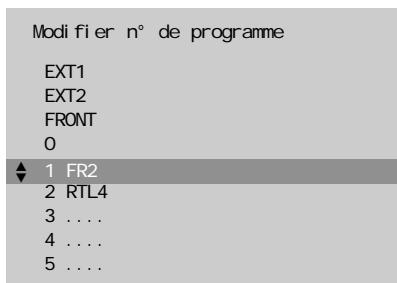 Modifier n° de programme
EXT1
EXT2
FRONT
0
1 FR2
2 RTL4
3 ....
4 ....
5 ....